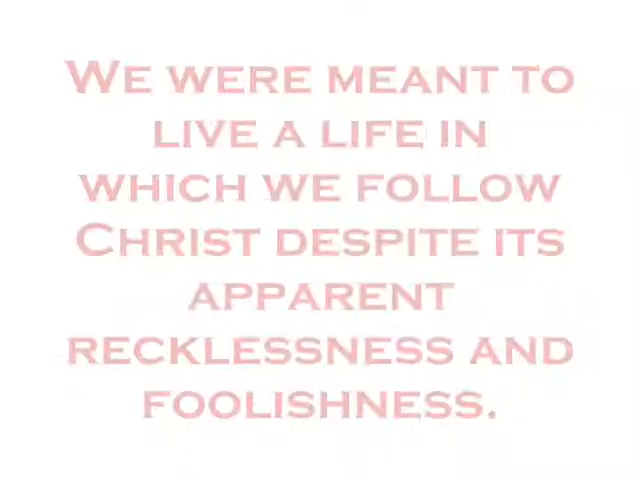 We were meant to
live a life in
which we follow
Christ despite its
apparent
recklessness and
foolishness.